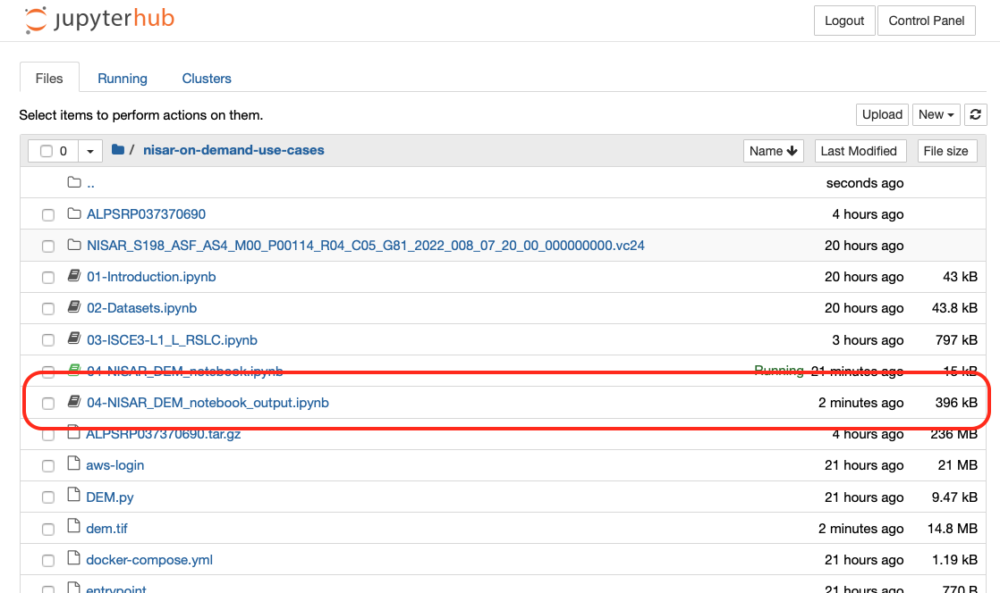 jupyterhub Logout Control Panel
Files Running Clusters
Select items to perform actions on them. Upload New
0 / nisar-on-demand-use-cases Name Last Modified File size
.. seconds ago
ALPSRP037370690 4 hours ago
NISAR_S198_ASF_AS4_M00_P00114_R04_C05_G81_2022_008_07_20_00_000000000.vc24 20 hours ago
01-Introduction.ipynb 20 hours ago 43 kB
02-Datasets.ipynb 20 hours ago 43.8 kB
03-ISCE3-L1_L_RSLC.ipynb 3 hours ago 797 kB
04-NISAR_DEM_notebook.ipynb Running 21 minutes ago 15 kB
04-NISAR_DEM_notebook_output.ipynb 2 minutes ago 396 kB
ALPSRP037370690.tar.gz 4 hours ago 236 MB
aws-login 21 hours ago 21 MB
DEM.py 21 hours ago 9.47 kB
dem.tif 2 minutes ago 14.8 MB
docker-compose.yml 21 hours ago 1.19 kB
entrypoint 21 hours ago 770 B